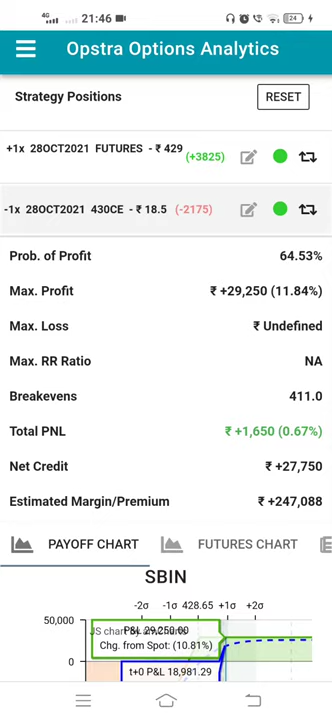 4G 21:46 24
Opstra Options Analytics
Strategy Positions RESET
+1x 28OCT2021 FUTURES - ₹ 429 (+3825)
-1x 28OCT2021 430CE - ₹ 18.5 (-2175)
Prob. of Profit 64.53%
Max. Profit ₹ +29,250 (11.84%)
Max. Loss ₹ Undefined
Max. RR Ratio NA
Breakevens 411.0
Total PNL ₹ +1,650 (0.67%)
Net Credit ₹ +27,750
Estimated Margin/Premium ₹ +247,088
PAYOFF CHART FUTURES CHART
SBIN
-2σ -1σ 428.65 +1σ +2σ
50,000
JS chart by
P&L 29,250.00
Chg. from Spot: (10.81%)
0
t+0 P&L 18,981.29